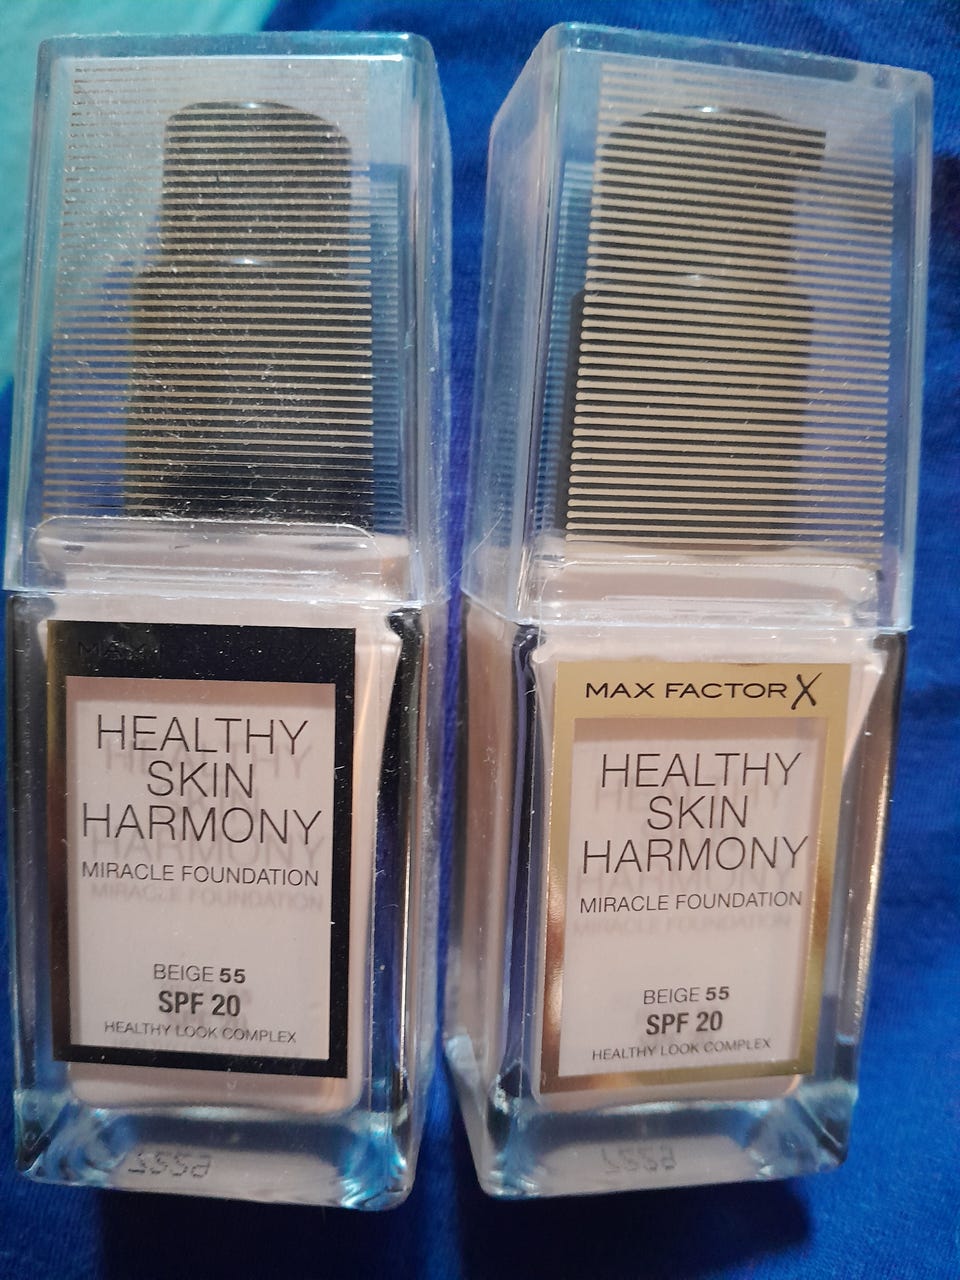 HEALTHY
SKIN
HARMONY
MIRACLE FOUNDATION
BEIGE 55
SPF 20
HEALTHY LOOK COMPLEX
MAX FACTOR X
HEALTHY
SKIN
HARMONY
MIRACLE FOUNDATION
BEIGE 55
SPF 20
HEALTHY LOOK COMPLEX